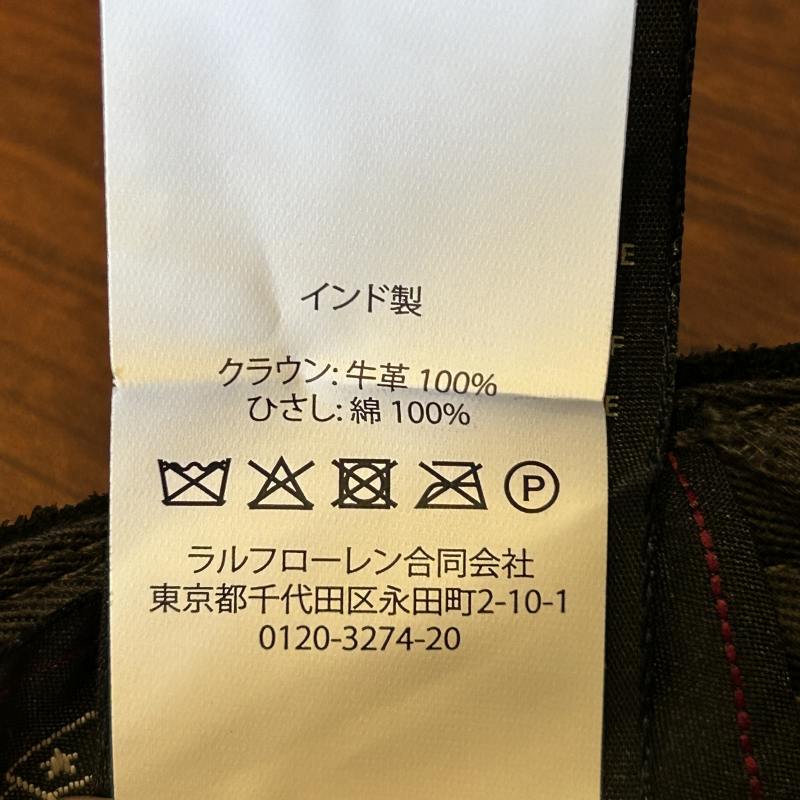 インド製
クラウン: 牛革 100%
ひさし: 綿 100%
P
ラルフローレン合同会社
東京都千代田区永田町2-10-1
0120-3274-20
E
F
E